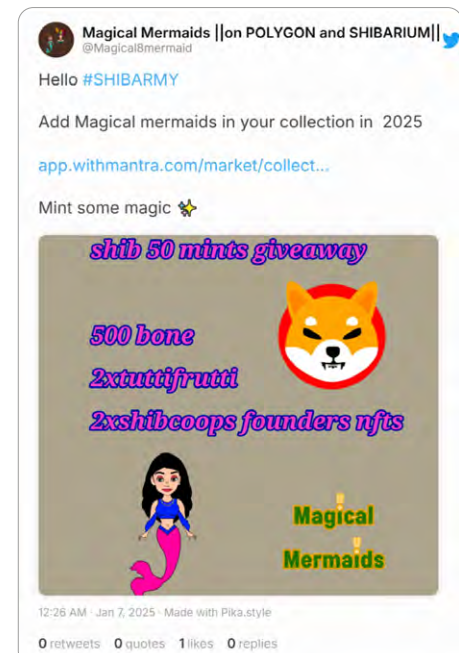 Magical Mermaids ||on POLYGON and SHIBARIUM||
@Magical8mermaid
Hello #SHIBARMY
Add Magical mermaids in your collection in 2025
app.withmantra.com/market/collect...
Mint some magic ✨
shib 50 mints giveaway
500 bone
2xtuttifrutti
2xshibcoops founders nfts
Magical
Mermaids
12:26 AM · Jan 7, 2025 · Made with Pika.style
0 retweets 0 quotes 1 likes 0 replies